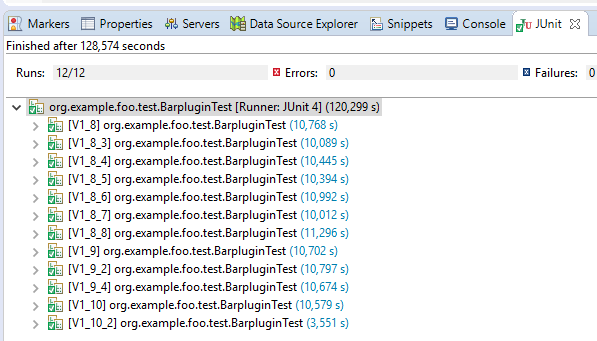 Markers Properties Servers Data Source Explorer Snippets Console JUnit
Finished after 128,574 seconds
Runs: 12/12 Errors: 0 Failures: 0
org.example.foo.test.BarpluginTest [Runner: JUnit 4] (120,299 s)
[V1_8] org.example.foo.test.BarpluginTest (10,768 s)
[V1_8_3] org.example.foo.test.BarpluginTest (10,089 s)
[V1_8_4] org.example.foo.test.BarpluginTest (10,445 s)
[V1_8_5] org.example.foo.test.BarpluginTest (10,394 s)
[V1_8_6] org.example.foo.test.BarpluginTest (10,992 s)
[V1_8_7] org.example.foo.test.BarpluginTest (10,012 s)
[V1_8_8] org.example.foo.test.BarpluginTest (11,296 s)
[V1_9] org.example.foo.test.BarpluginTest (10,702 s)
[V1_9_2] org.example.foo.test.BarpluginTest (10,797 s)
[V1_9_4] org.example.foo.test.BarpluginTest (10,674 s)
[V1_10] org.example.foo.test.BarpluginTest (10,579 s)
[V1_10_2] org.example.foo.test.BarpluginTest (3,551 s)